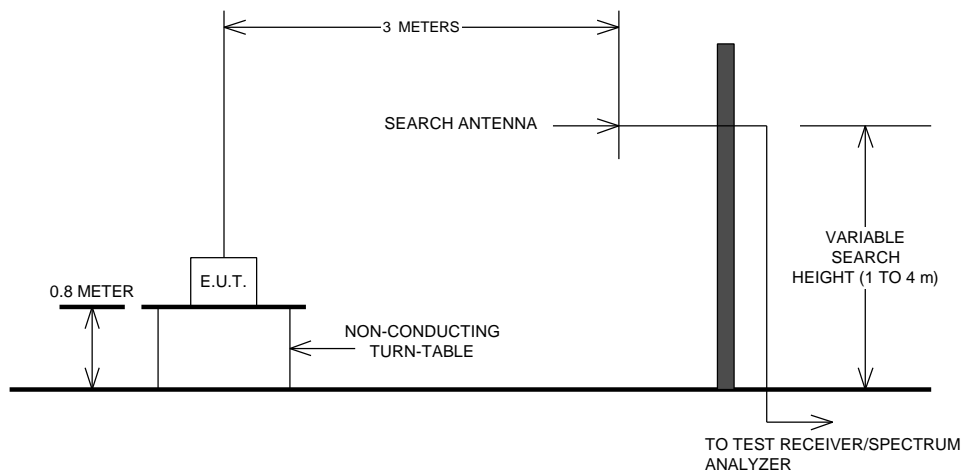 3 METERS
SEARCH ANTENNA
VARIABLE
SEARCH
HEIGHT (1 TO 4 m)
E.U.T.
0.8 METER
NON-CONDUCTING
TURN-TABLE
TO TEST RECEIVER/SPECTRUM
ANALYZER